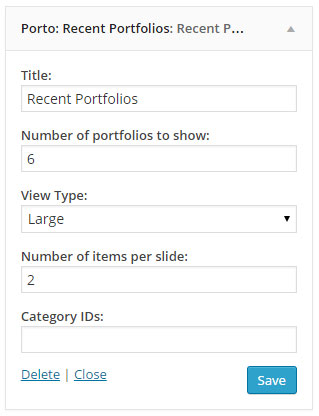 Porto: Recent Portfolios: Recent P...
Title:
Recent Portfolios
Number of portfolios to show:
6
View Type:
Large
Number of items per slide:
2
Category IDs:
Delete | Close
Save